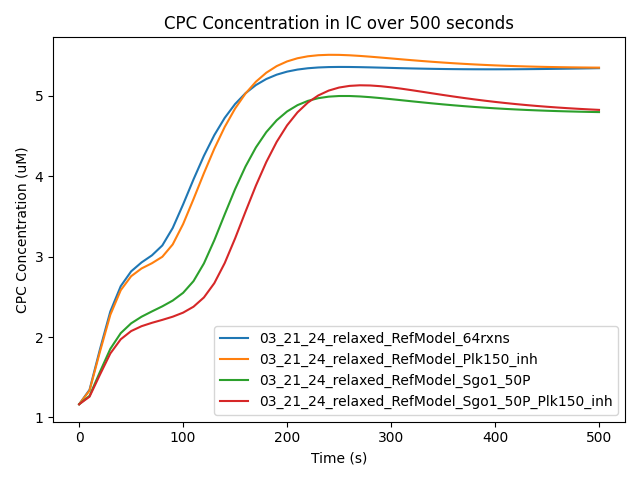 CPC Concentration in IC over 500 seconds
CPC Concentration (uM)
5
4
3
2
1
03_21_24_relaxed_RefModel_64rxns
03_21_24_relaxed_RefModel_Plk150_inh
03_21_24_relaxed_RefModel_Sgo1_50P
03_21_24_relaxed_RefModel_Sgo1_50P_Plk150_inh
0 100 200 300 400 500
Time (s)